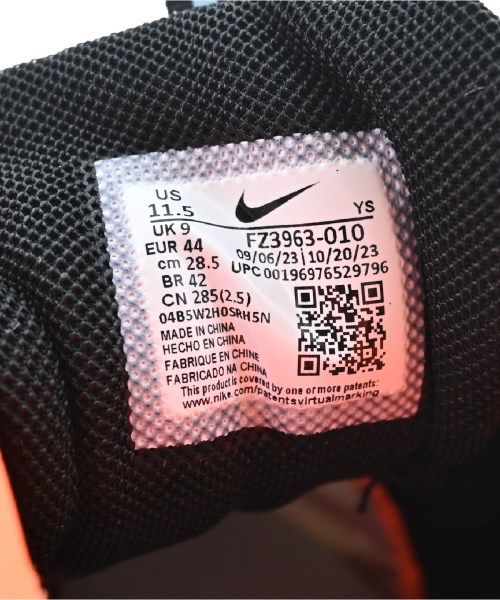 US
11.5
YS
UK 9
FZ3963-010
EUR 44
09/06/23 | 10/20/23
cm 28.5
UPC 00196976529796
BR 42
CN 285(2.5)
04B5W2H0SRH5N
MADE IN CHINA
HECHO EN CHINA
FABRIQUE EN CHINE
FABRICADO NA CHINA
This product is covered by one or more patents:
www.nike.com/patentsvirtualmarking